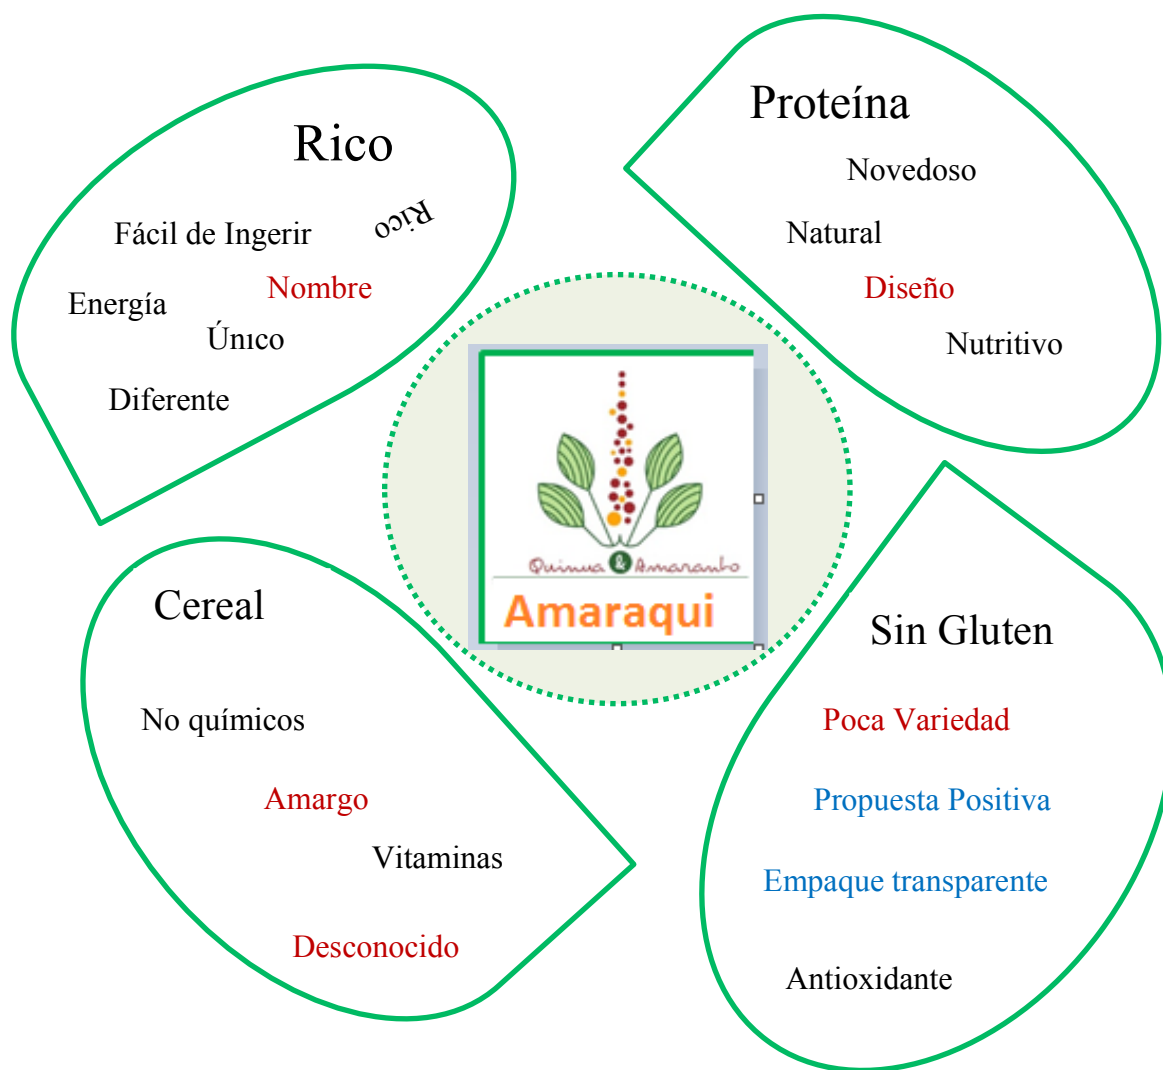 Rico
Rico
Fácil de Ingerir
Nombre
Energía
Único
Diferente
Proteína
Novedoso
Natural
Diseño
Nutritivo
Quinua & Amaranto
Amaraqui
Cereal
No químicos
Amargo
Vitaminas
Desconocido
Sin Gluten
Poca Variedad
Propuesta Positiva
Empaque transparente
Antioxidante